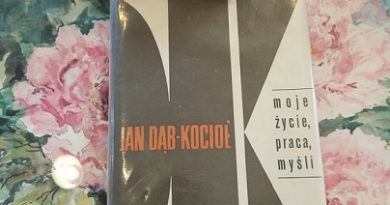 JAN DĄB-KOCIOŁ
moje
życie,
praca,
myśli